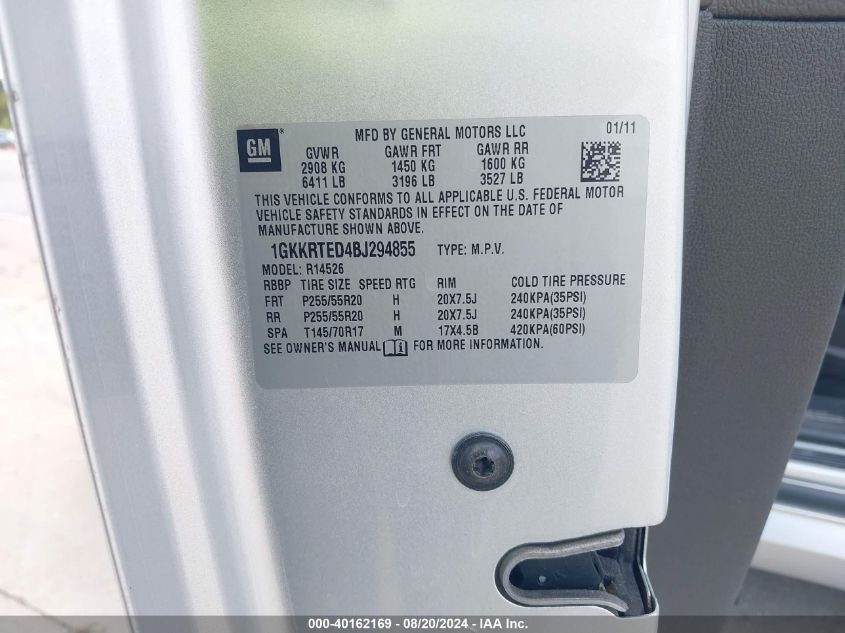 GM
MFD BY GENERAL MOTORS LLC 01/11
GVWR GAWR FRT GAWR RR
2908 KG 1450 KG 1600 KG
6411 LB 3196 LB 3527 LB
THIS VEHICLE CONFORMS TO ALL APPLICABLE U.S. FEDERAL MOTOR
VEHICLE SAFETY STANDARDS IN EFFECT ON THE DATE OF
MANUFACTURE SHOWN ABOVE.
1GKKRTED4BJ294855 TYPE: M.P.V.
MODEL: R14526
RBBP TIRE SIZE SPEED RTG RIM COLD TIRE PRESSURE
FRT P255/55R20 H 20X7.5J 240KPA(35PSI)
RR P255/55R20 H 20X7.5J 240KPA(35PSI)
SPA T145/70R17 M 17X4.5B 420KPA(60PSI)
SEE OWNER'S MANUAL FOR MORE INFORMATION.
000-40162169 - 08/20/2024 - IAA Inc.